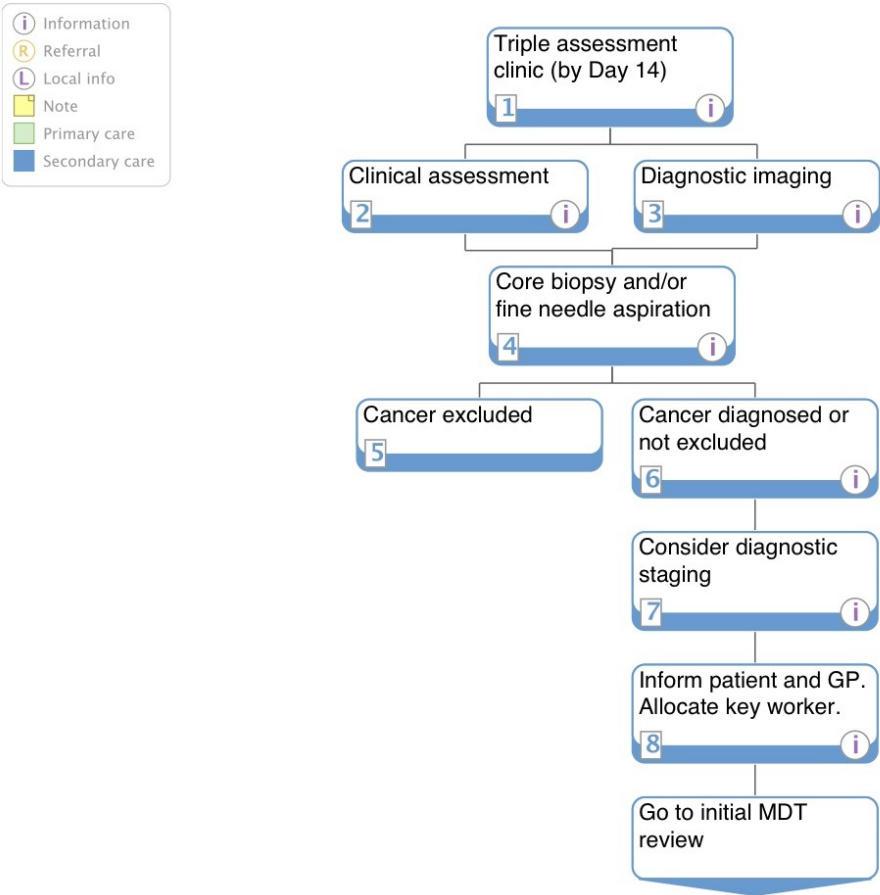 i Information
R Referral
L Local info
Note
Primary care
Secondary care
Triple assessment
clinic (by Day 14)
1 i
Clinical assessment
2 i
Diagnostic imaging
3 i
Core biopsy and/or
fine needle aspiration
4 i
Cancer excluded
5
Cancer diagnosed or
not excluded
6 i
Consider diagnostic
staging
7 i
Inform patient and GP.
Allocate key worker.
8 i
Go to initial MDT
review